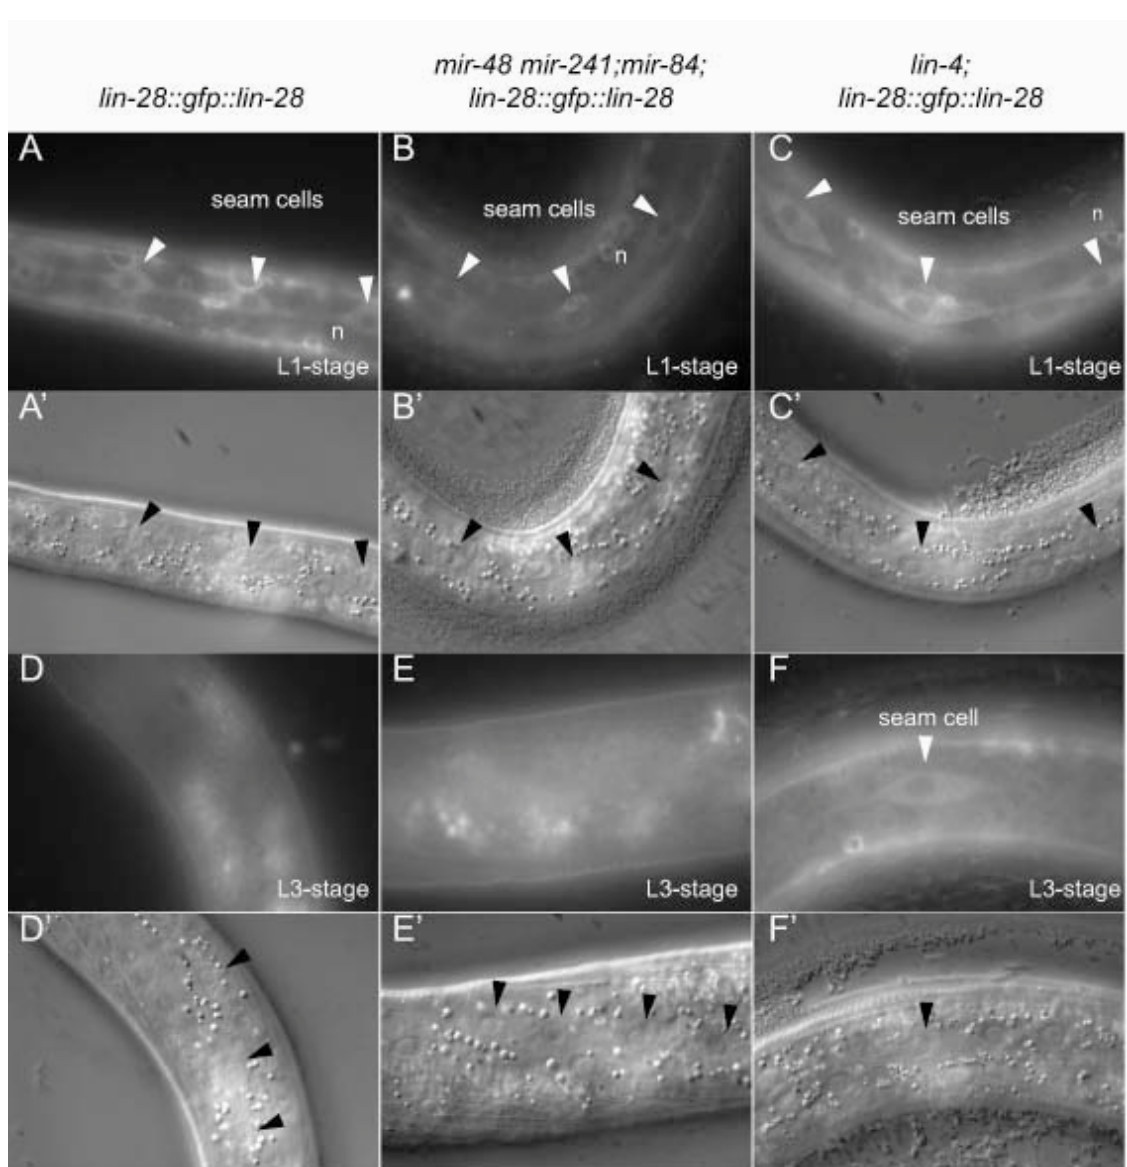 lin-28::gfp::lin-28
mir-48 mir-241;mir-84;
lin-28::gfp::lin-28
lin-4;
lin-28::gfp::lin-28
A
seam cells
n
L1-stage
B
seam cells
n
L1-stage
C
seam cells
n
L1-stage
A’
B’
C’
D
L3-stage
E
L3-stage
F
seam cell
L3-stage
D’
E’
F’